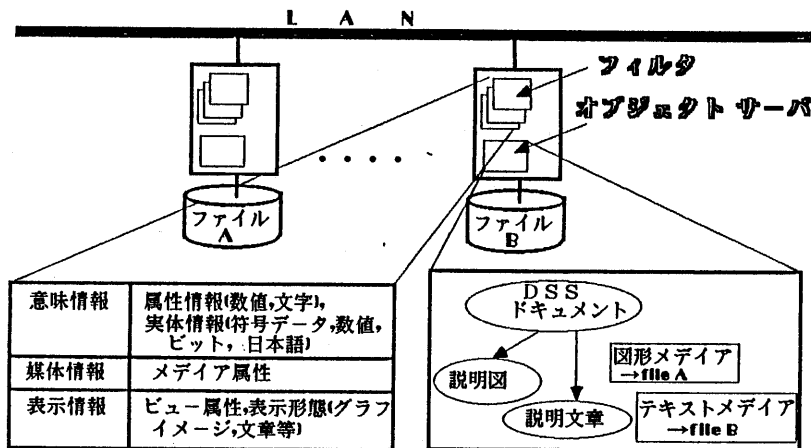 L A N
フィルタ
オブジェクト サーバ
ファイル
A
ファイル
B
意味情報
属性情報(数値,文字),
実体情報(符号データ,数値,
ビット, 日本語)
媒体情報
メデイア属性
表示情報
ビュー属性,表示形態(グラフ
イメージ,文章等)
DSS
ドキュメント
説明図
図形メデイア
→file A
説明文章
テキストメデイア
→file B